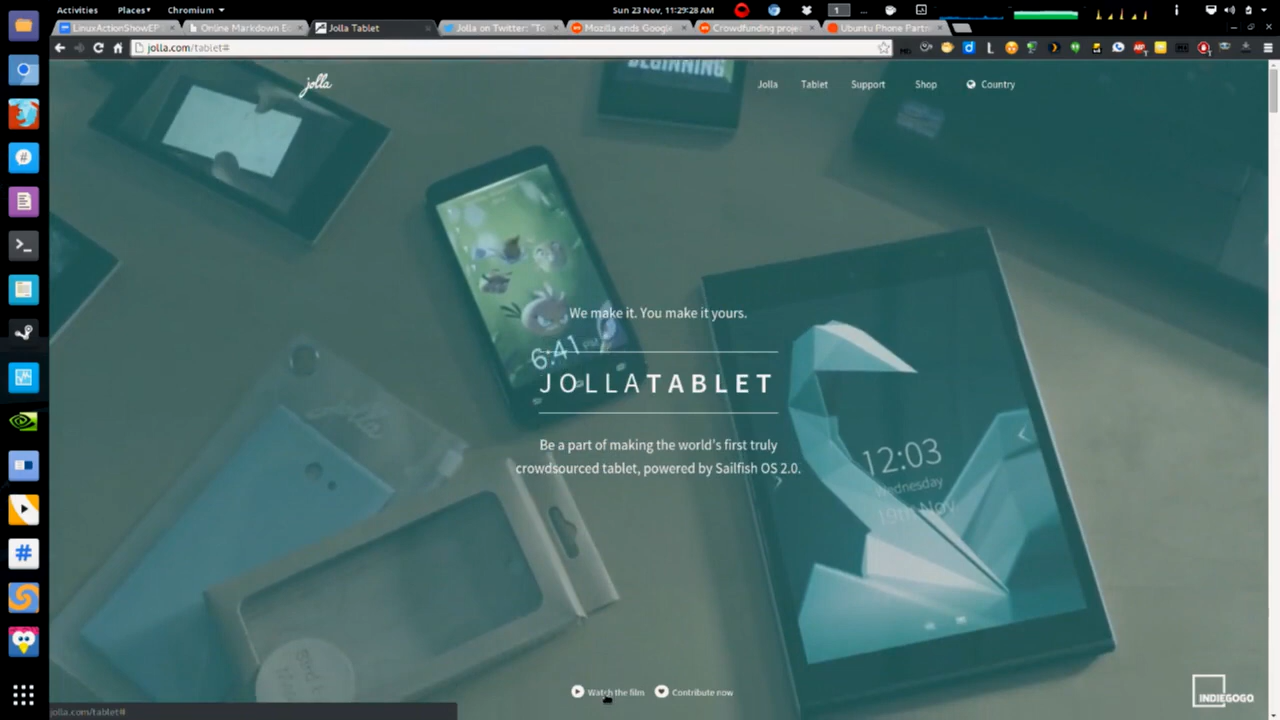 Activities Places Chromium Sun 23 Nov, 11:29:28 AM 1 ...
LinuxActionShowEP Online Markdown Ed Jolla Tablet Jolla on Twitter: "To Mozilla ends Google Crowdfunding proje Ubuntu Phone Partn
jolla.com/tablet#
BEGINNING
jolla
Jolla Tablet Support Shop Country
We make it. You make it yours.
6:41 PM
JOLLATABLET
Be a part of making the world's first truly
crowdsourced tablet, powered by Sailfish OS 2.0.
12:03
Wednesday
19th Nov
Watch the film Contribute now
INDIEGOGO
jolla.com/tablet#